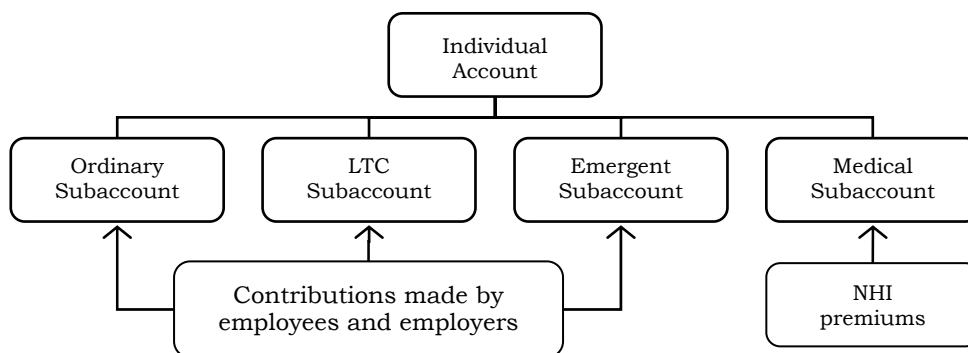 Individual
Account
Ordinary
Subaccount
LTC
Subaccount
Emergent
Subaccount
Medical
Subaccount
Contributions made by
employees and employers
NHI
premiums